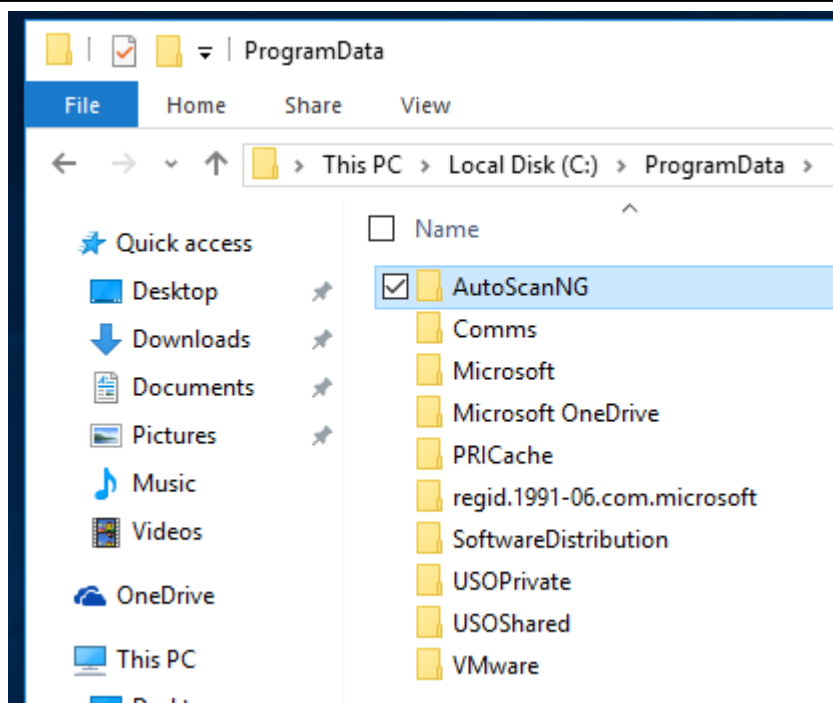 ProgramData
File Home Share View
This PC > Local Disk (C:) > ProgramData >
Name
Quick access
Desktop
Downloads
Documents
Pictures
Music
Videos
OneDrive
This PC
AutoScanNG
Comms
Microsoft
Microsoft OneDrive
PRICache
regid.1991-06.com.microsoft
SoftwareDistribution
USOPrivate
USOShared
VMware